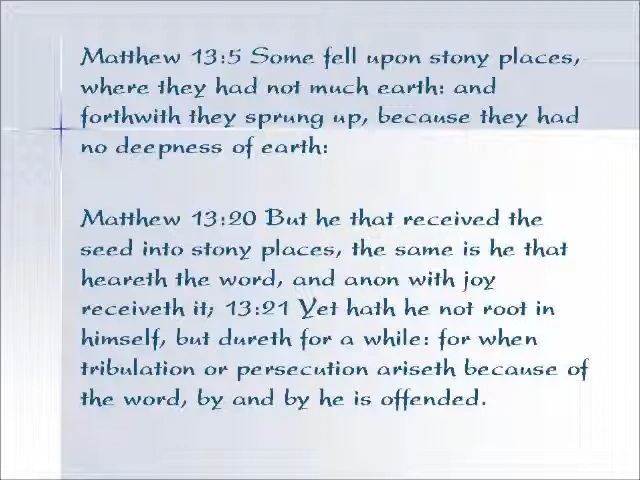 Matthew 13:5 Some fell upon stony places,
where they had not much earth: and
forthwith they sprung up, because they had
no deepness of earth:
Matthew 13:20 But he that received the
seed into stony places, the same is he that
heareth the word, and anon with joy
receiveth it; 13:21 Yet hath he not root in
himself, but dureth for a while: for when
tribulation or persecution ariseth because of
the word, by and by he is offended.